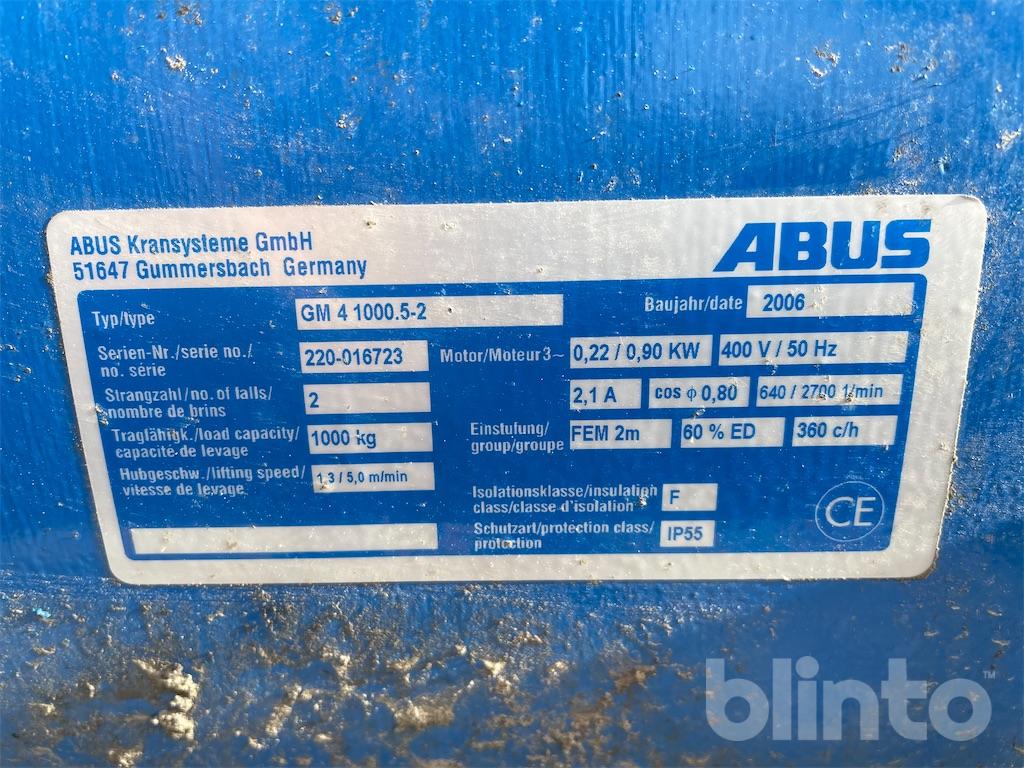 ABUS Kransysteme GmbH
51647 Gummersbach Germany
ABUS
Typ/type GM 4 1000.5-2
Baujahr/date 2006
Serien-Nr./serie no./
no. série
220-016723
Motor/Moteur 3~ 0,22 / 0,90 KW 400 V / 50 Hz
Strangzahl/no. of falls/
nombre de brins
2
2,1 A cos ϕ 0,80 640 / 2700 1/min
Tragfähigk./load capacity/
capacite de levage
1000 kg
Einstufung/
group/groupe
FEM 2m 60 % ED 360 c/h
Hubgeschw./lifting speed/
vitesse de levage
1,3 / 5,0 m/min
Isolationsklasse/insulation
class/classe d'isolation
F
Schutzart/protection class/
protection
IP55
CE
blinto™